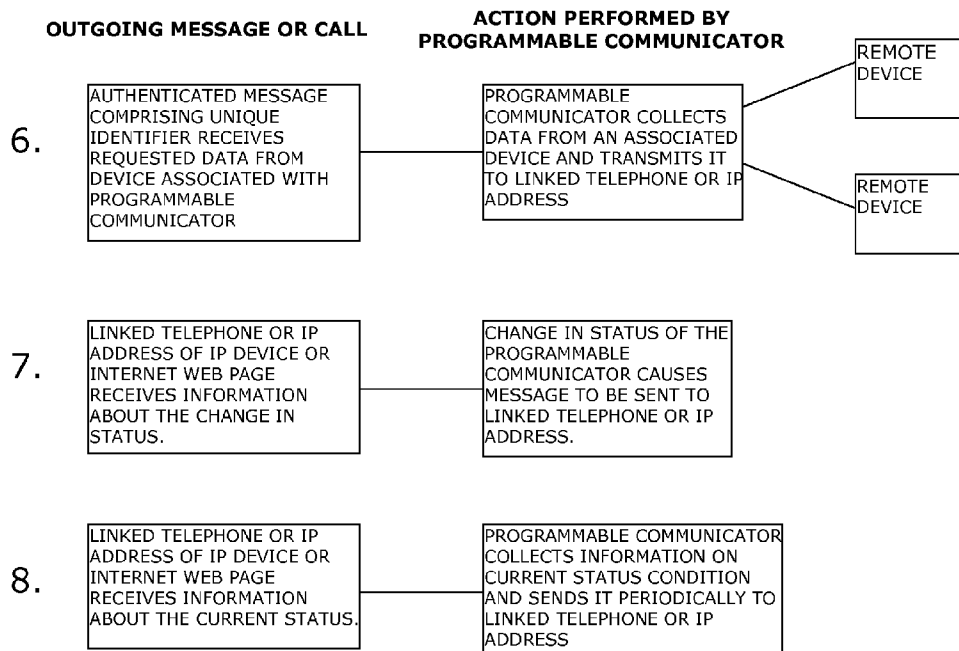 OUTGOING MESSAGE OR CALL
ACTION PERFORMED BY
PROGRAMMABLE COMMUNICATOR
6.
AUTHENTICATED MESSAGE
COMPRISING UNIQUE
IDENTIFIER RECEIVES
REQUESTED DATA FROM
DEVICE ASSOCIATED WITH
PROGRAMMABLE
COMMUNICATOR
PROGRAMMABLE
COMMUNICATOR COLLECTS
DATA FROM AN ASSOCIATED
DEVICE AND TRANSMITS IT
TO LINKED TELEPHONE OR IP
ADDRESS
REMOTE
DEVICE
REMOTE
DEVICE
7.
LINKED TELEPHONE OR IP
ADDRESS OF IP DEVICE OR
INTERNET WEB PAGE
RECEIVES INFORMATION
ABOUT THE CHANGE IN
STATUS.
CHANGE IN STATUS OF THE
PROGRAMMABLE
COMMUNICATOR CAUSES
MESSAGE TO BE SENT TO
LINKED TELEPHONE OR IP
ADDRESS.
8.
LINKED TELEPHONE OR IP
ADDRESS OF IP DEVICE OR
INTERNET WEB PAGE
RECEIVES INFORMATION
ABOUT THE CURRENT STATUS.
PROGRAMMABLE COMMUNICATOR
COLLECTS INFORMATION ON
CURRENT STATUS CONDITION
AND SENDS IT PERIODICALLY TO
LINKED TELEPHONE OR IP
ADDRESS